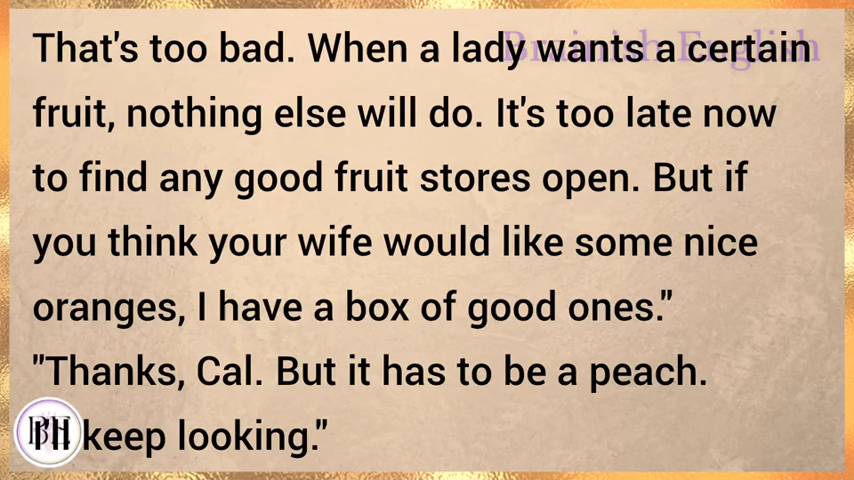 That's too bad. When a lady wants a certain
Brainish English
fruit, nothing else will do. It's too late now
to find any good fruit stores open. But if
you think your wife would like some nice
oranges, I have a box of good ones."
"Thanks, Cal. But it has to be a peach.
keep looking."